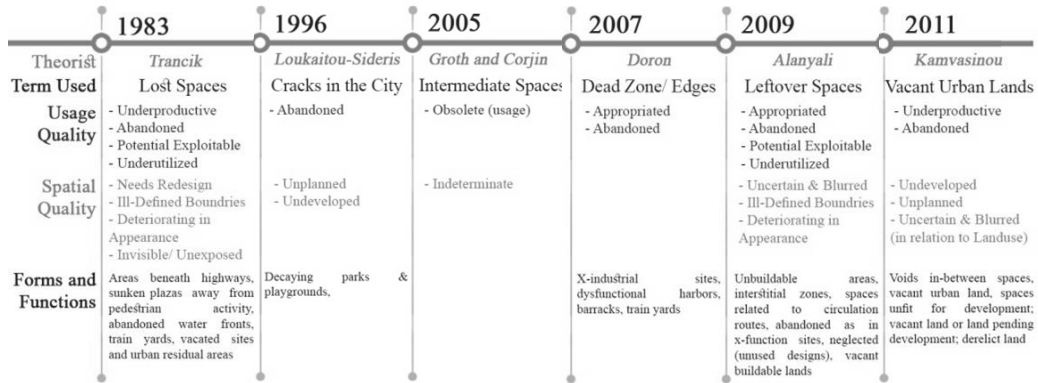 1983
1996
2005
2007
2009
2011
Theorist
Trancik
Loukaitou-Sideris
Groth and Corjin
Doron
Alanyali
Kamvasinou
Term Used
Lost Spaces
Cracks in the City
Intermediate Spaces
Dead Zone/ Edges
Leftover Spaces
Vacant Urban Lands
Usage
Quality
- Underproductive
- Abandoned
- Potential Exploitable
- Underutilized
- Abandoned
- Obsolete (usage)
- Appropriated
- Abandoned
- Appropriated
- Abandoned
- Potential Exploitable
- Underutilized
- Underproductive
- Abandoned
Spatial
Quality
- Needs Redesign
- Ill-Defined Boundries
- Deteriorating in
Appearance
- Invisible/ Unexposed
- Unplanned
- Undeveloped
- Indeterminate
- Uncertain & Blurred
- Ill-Defined Boundries
- Deteriorating in
Appearance
- Undeveloped
- Unplanned
- Uncertain & Blurred
(in relation to Landuse)
Forms and
Functions
Areas beneath highways,
sunken plazas away from
pedestrian activity,
abandoned water fronts,
train yards, vacated sites
and urban residual areas
Decaying parks &
playgrounds,
X-industrial sites,
dysfunctional harbors,
barracks, train yards
Unbuildable areas,
interstitial zones, spaces
related to circulation
routes, abandoned as in
x-function sites, neglected
(unused designs), vacant
buildable lands
Voids in-between spaces,
vacant urban land, spaces
unfit for development;
vacant land or land pending
development; derelict land